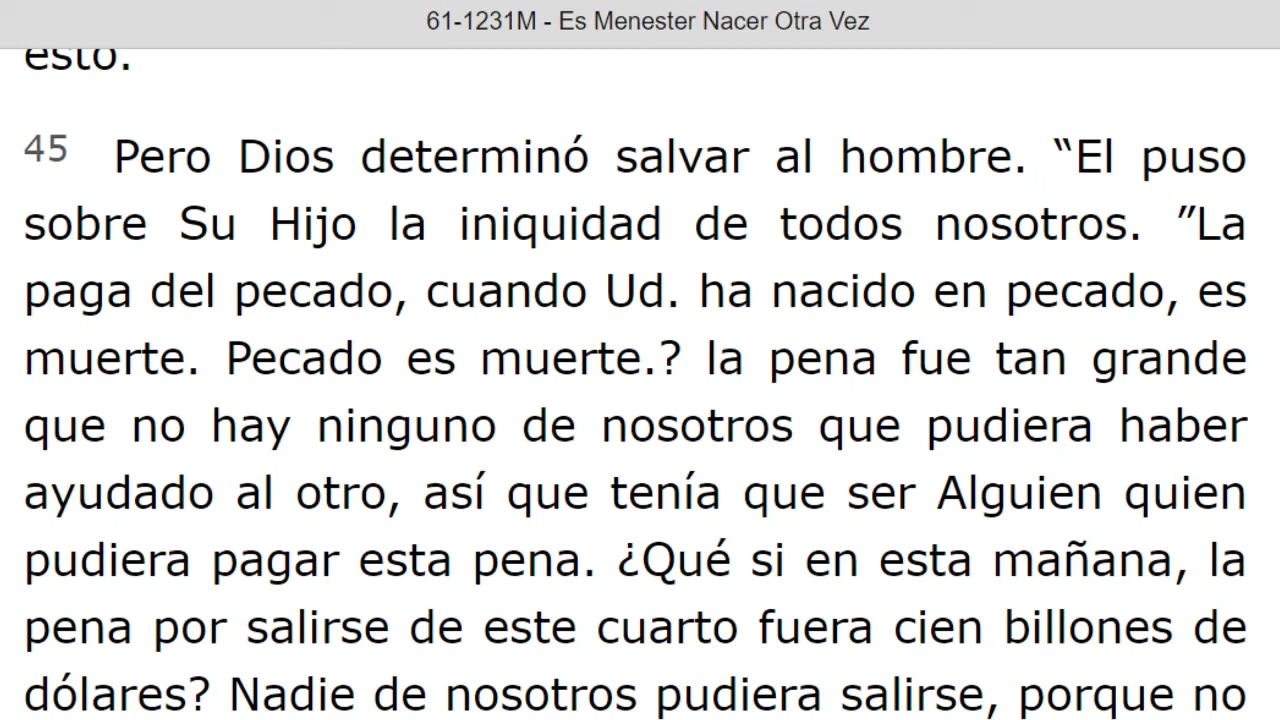 61-1231M - Es Menester Nacer Otra Vez
esto.
45 Pero Dios determinó salvar al hombre. “El puso
sobre Su Hijo la iniquidad de todos nosotros. ”La
paga del pecado, cuando Ud. ha nacido en pecado, es
muerte. Pecado es muerte.? la pena fue tan grande
que no hay ninguno de nosotros que pudiera haber
ayudado al otro, así que tenía que ser Alguien quien
pudiera pagar esta pena. ¿Qué si en esta mañana, la
pena por salirse de este cuarto fuera cien billones de
dólares? Nadie de nosotros pudiera salirse, porque no